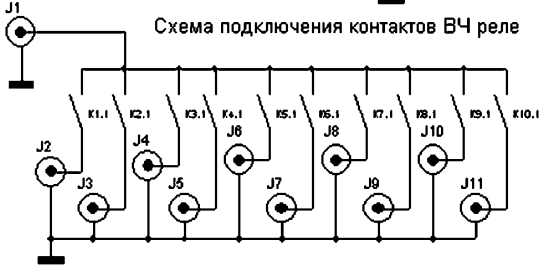 J1
Схема подключения контактов ВЧ реле
K1.1 K2.1 K3.1 K4.1 K5.1 K6.1 K7.1 K8.1 K9.1 K10.1
J2 J4 J6 J8 J10
J3 J5 J7 J9 J11